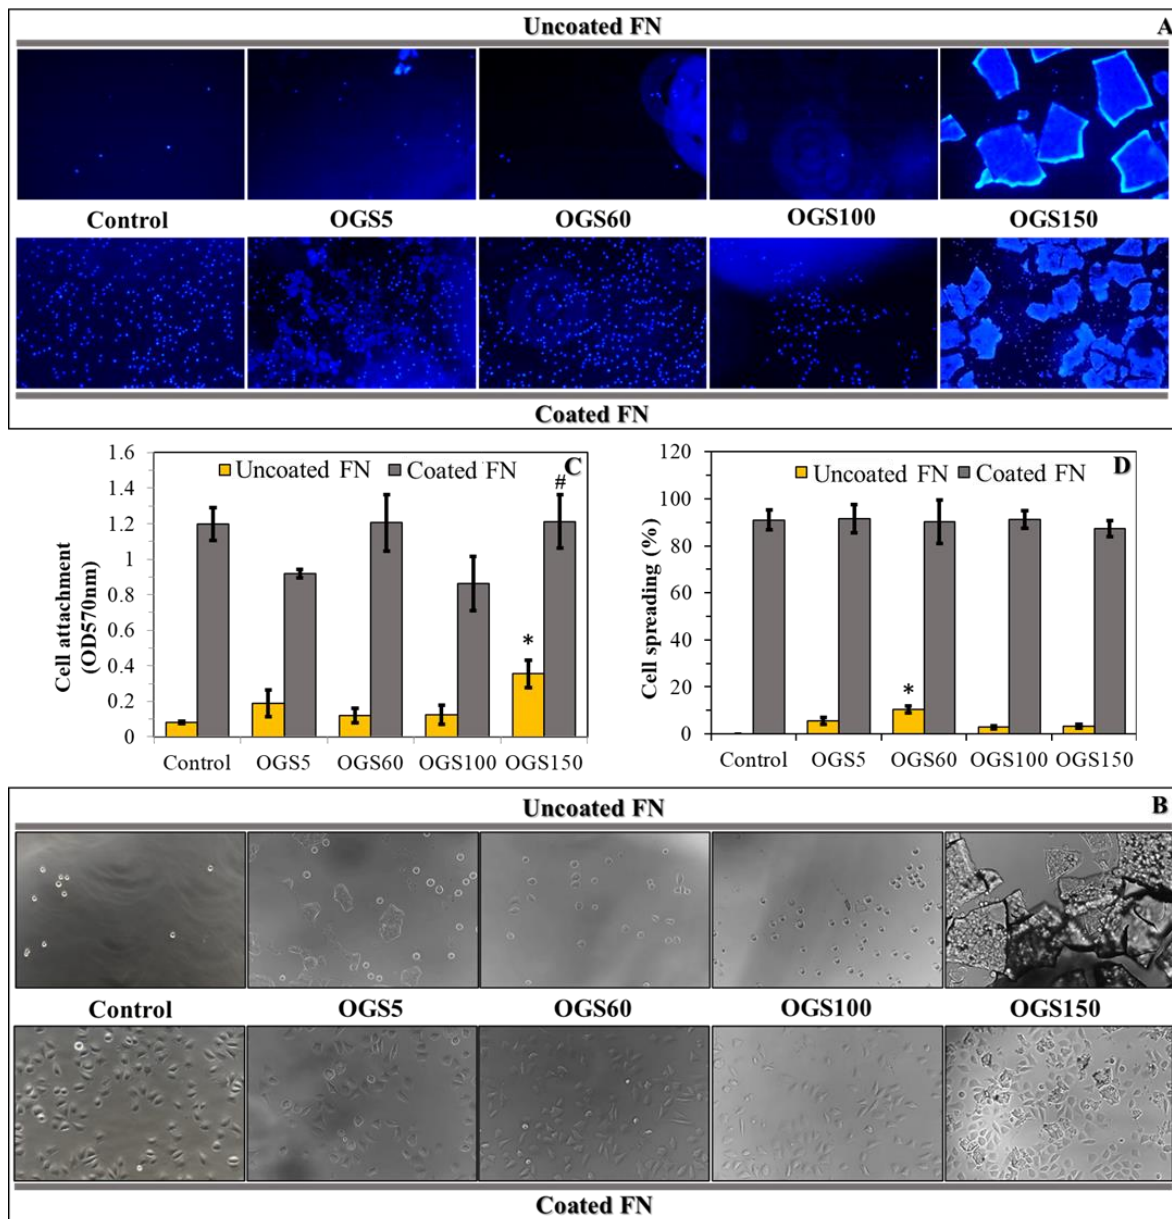 Uncoated FN
A
Control OGS5 OGS60 OGS100 OGS150
Coated FN
Uncoated FN Coated FN C
Cell attachment
(OD570nm)
1.6
1.4
1.2
1
0.8
0.6
0.4
0.2
0
#
*
Control OGS5 OGS60 OGS100 OGS150
Uncoated FN Coated FN D
Cell spreading (%)
120
100
80
60
40
20
0
*
Control OGS5 OGS60 OGS100 OGS150
Uncoated FN
B
Control OGS5 OGS60 OGS100 OGS150
Coated FN